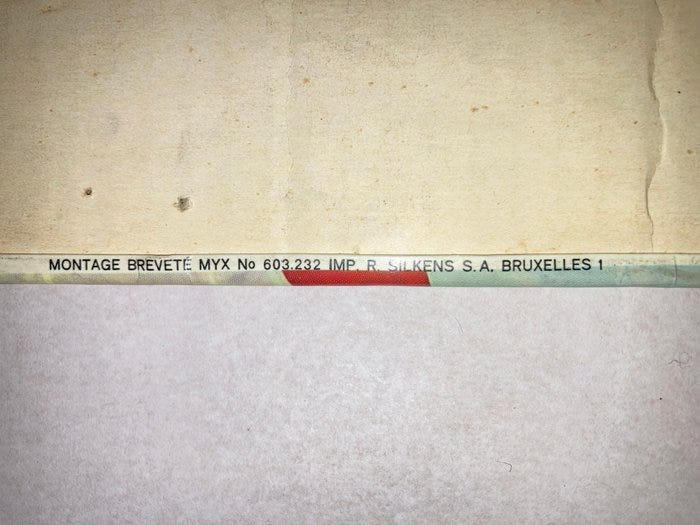 MONTAGE BREVETÉ MYX No 603.232 IMP. R. SILKENS S.A. BRUXELLES 1